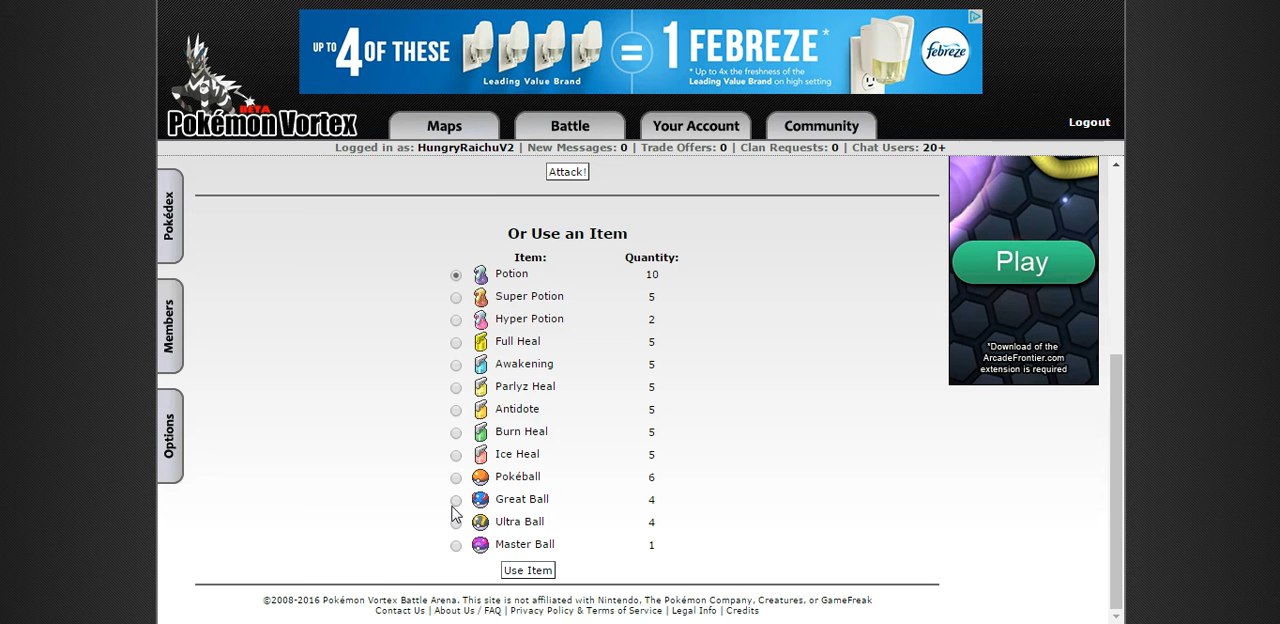 UP TO 4 OF THESE = 1 FEBREZE*
Leading Value Brand
* Up to 4x the freshness of the
Leading Value Brand on high setting
febreze
BETA
Pokémon Vortex
Maps
Battle
Your Account
Community
Logout
Logged in as: HungryRaichuV2 | New Messages: 0 | Trade Offers: 0 | Clan Requests: 0 | Chat Users: 20+
Pokédex
Members
Options
Attack!
Or Use an Item
Item: Quantity:
Potion 10
Super Potion 5
Hyper Potion 2
Full Heal 5
Awakening 5
Parlyz Heal 5
Antidote 5
Burn Heal 5
Ice Heal 5
Pokéball 6
Great Ball 4
Ultra Ball 4
Master Ball 1
Use Item
Play
*Download of the
ArcadeFrontier.com
extension is required
©2008-2016 Pokémon Vortex Battle Arena. This site is not affiliated with Nintendo, The Pokémon Company, Creatures, or GameFreak
Contact Us | About Us / FAQ | Privacy Policy & Terms of Service | Legal Info | Credits